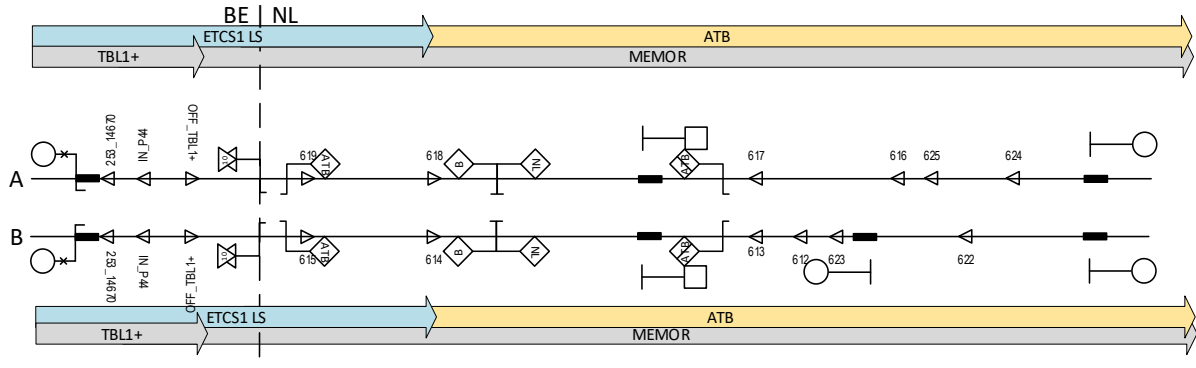 BE NL
ETCS1 LS ATB
TBL1+ MEMOR
253_14670
IN_P44
OFF_TBL1+
619
ATB
618
B
NL
ATB
617
616
625
624
A
B
253_14670
IN_P44
OFF_TBL1+
615
ATB
614
B
NL
ATB
613
612
623
622
ETCS1 LS ATB
TBL1+ MEMOR